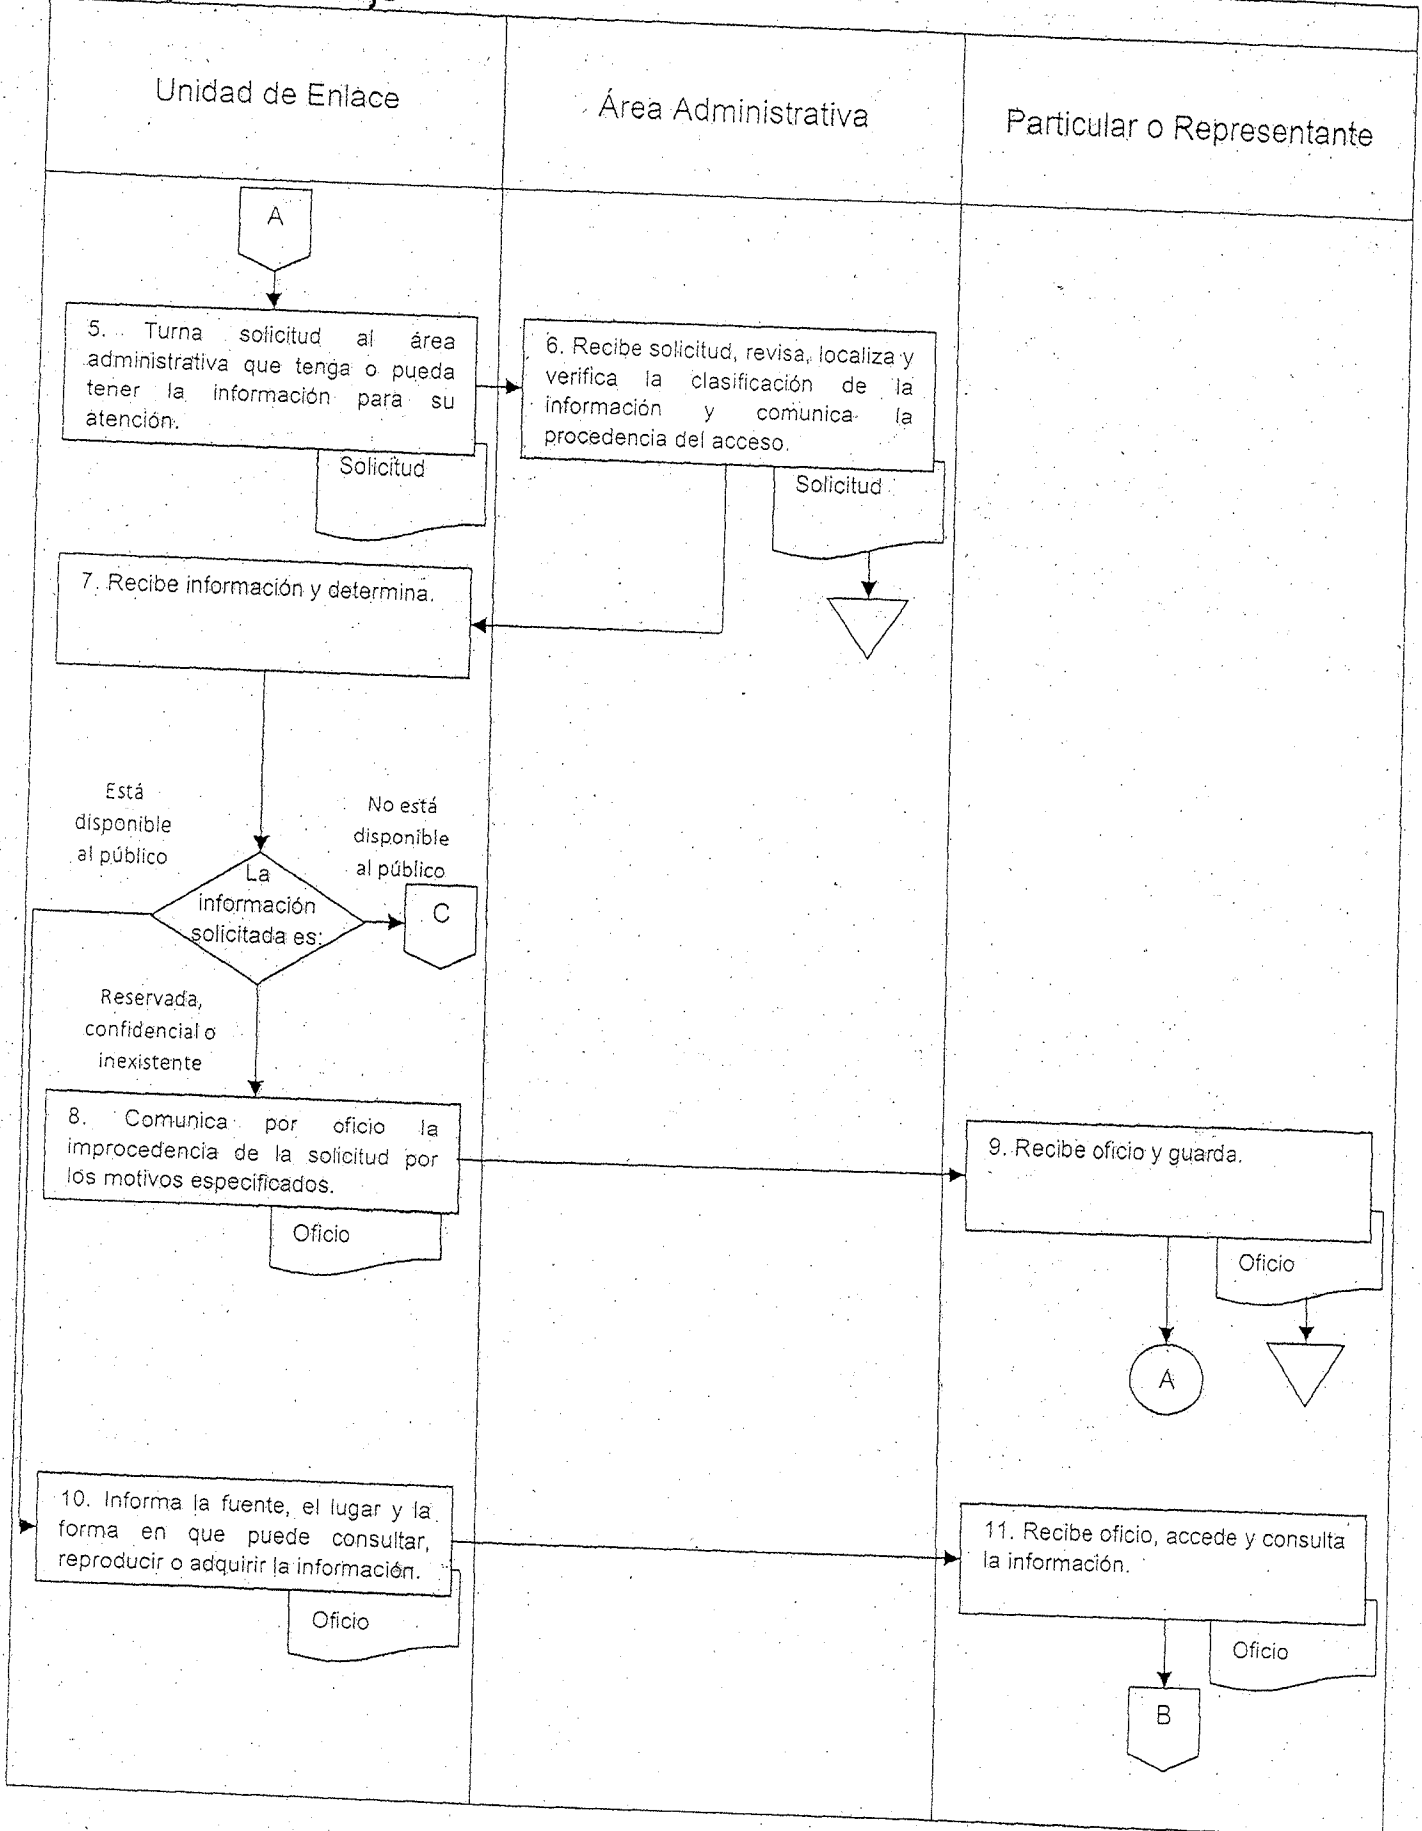 Unidad de Enlace
Área Administrativa
Particular o Representante
A
5. Turna solicitud al área
administrativa que tenga o pueda
tener la información para su
atención.
Solicitud
6. Recibe solicitud, revisa, localiza y
verifica la clasificación de la
información y comunica la
procedencia del acceso.
Solicitud
7. Recibe información y determina.
Está
disponible
al público
No está
disponible
al público
La
información
solicitada es:
C
Reservada,
confidencial o
inexistente
8. Comunica por oficio la
improcedencia de la solicitud por
los motivos especificados.
Oficio
9. Recibe oficio y guarda.
Oficio
A
10. Informa la fuente, el lugar y la
forma en que puede consultar,
reproducir o adquirir la información.
Oficio
11. Recibe oficio, accede y consulta
la información.
Oficio
B